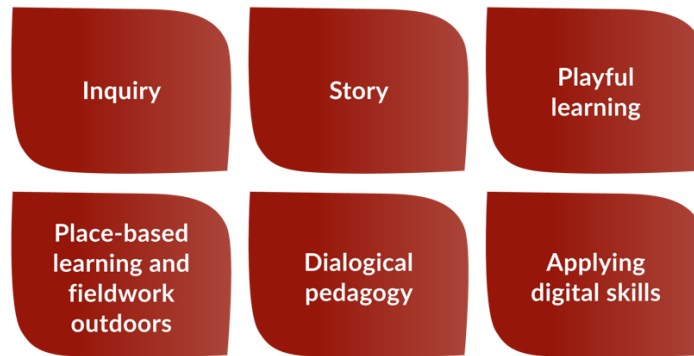 Inquiry
Story
Playful
learning
Place-based
learning and
fieldwork
outdoors
Dialogical
pedagogy
Applying
digital skills